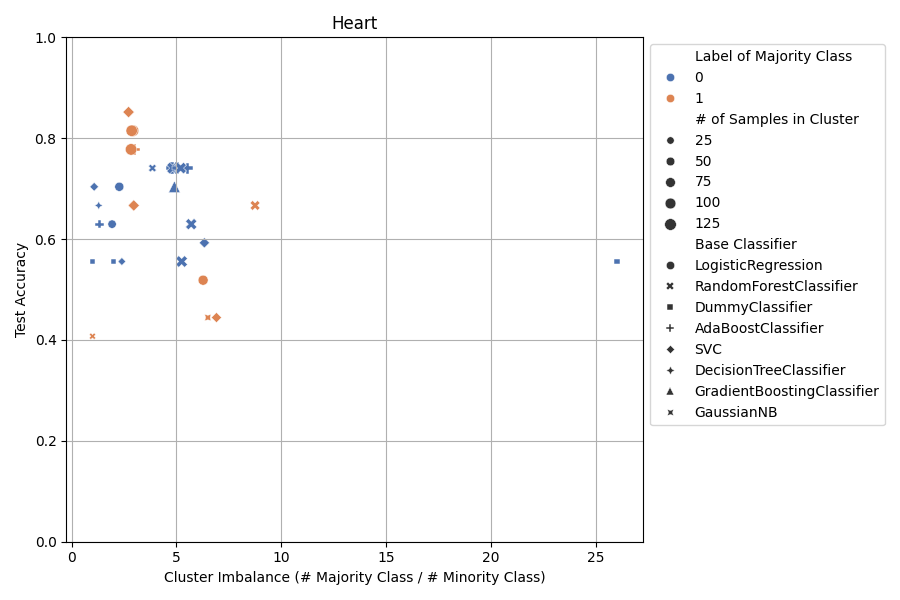 Heart
1.0
0.8
0.6
0.4
0.2
0.0
Test Accuracy
0
5
10
15
20
25
Cluster Imbalance (# Majority Class / # Minority Class)
Label of Majority Class
0
1
# of Samples in Cluster
25
50
75
100
125
Base Classifier
LogisticRegression
RandomForestClassifier
DummyClassifier
AdaBoostClassifier
SVC
DecisionTreeClassifier
GradientBoostingClassifier
GaussianNB